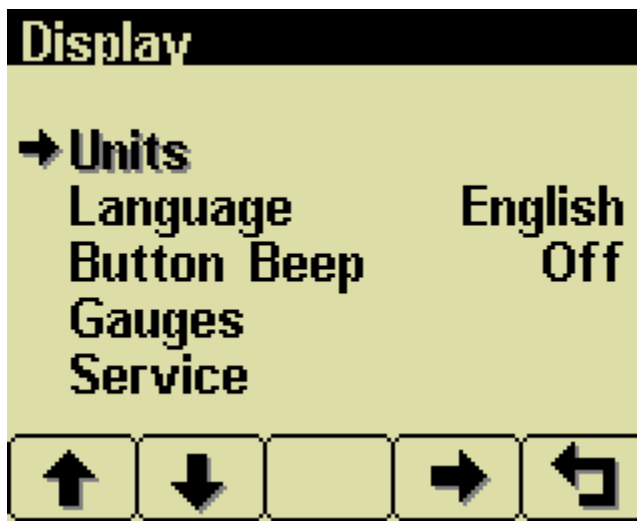 Display
Units
Language English
Button Beep Off
Gauges
Service